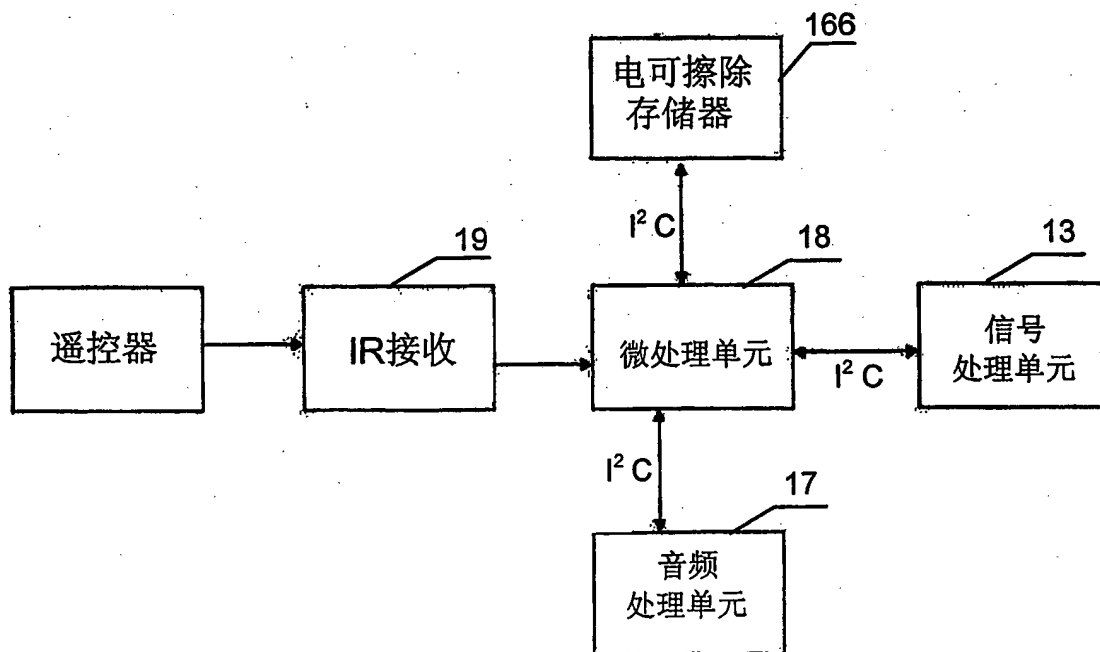 166
电可擦除
存储器
I² C
19
18
13
遥控器
IR接收
微处理单元
I² C
信号
处理单元
I² C
17
音频
处理单元